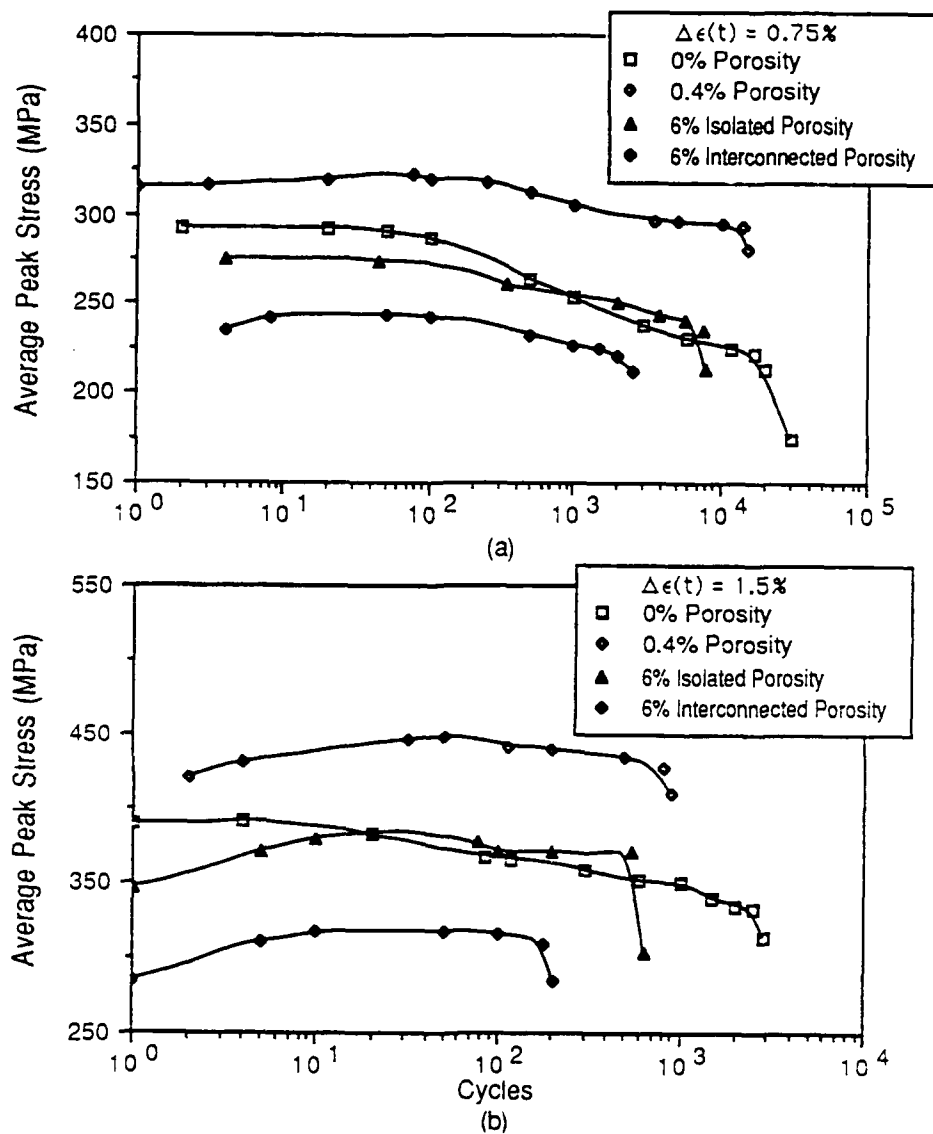 Δϵ(t) = 0.75%
0% Porosity
0.4% Porosity
6% Isolated Porosity
6% Interconnected Porosity
Average Peak Stress (MPa)
400
350
300
250
200
150
10^0
10^1
10^2
10^3
10^4
10^5
(a)
Δϵ(t) = 1.5%
0% Porosity
0.4% Porosity
6% Isolated Porosity
6% Interconnected Porosity
Average Peak Stress (MPa)
550
450
350
250
10^0
10^1
10^2
10^3
10^4
Cycles
(b)